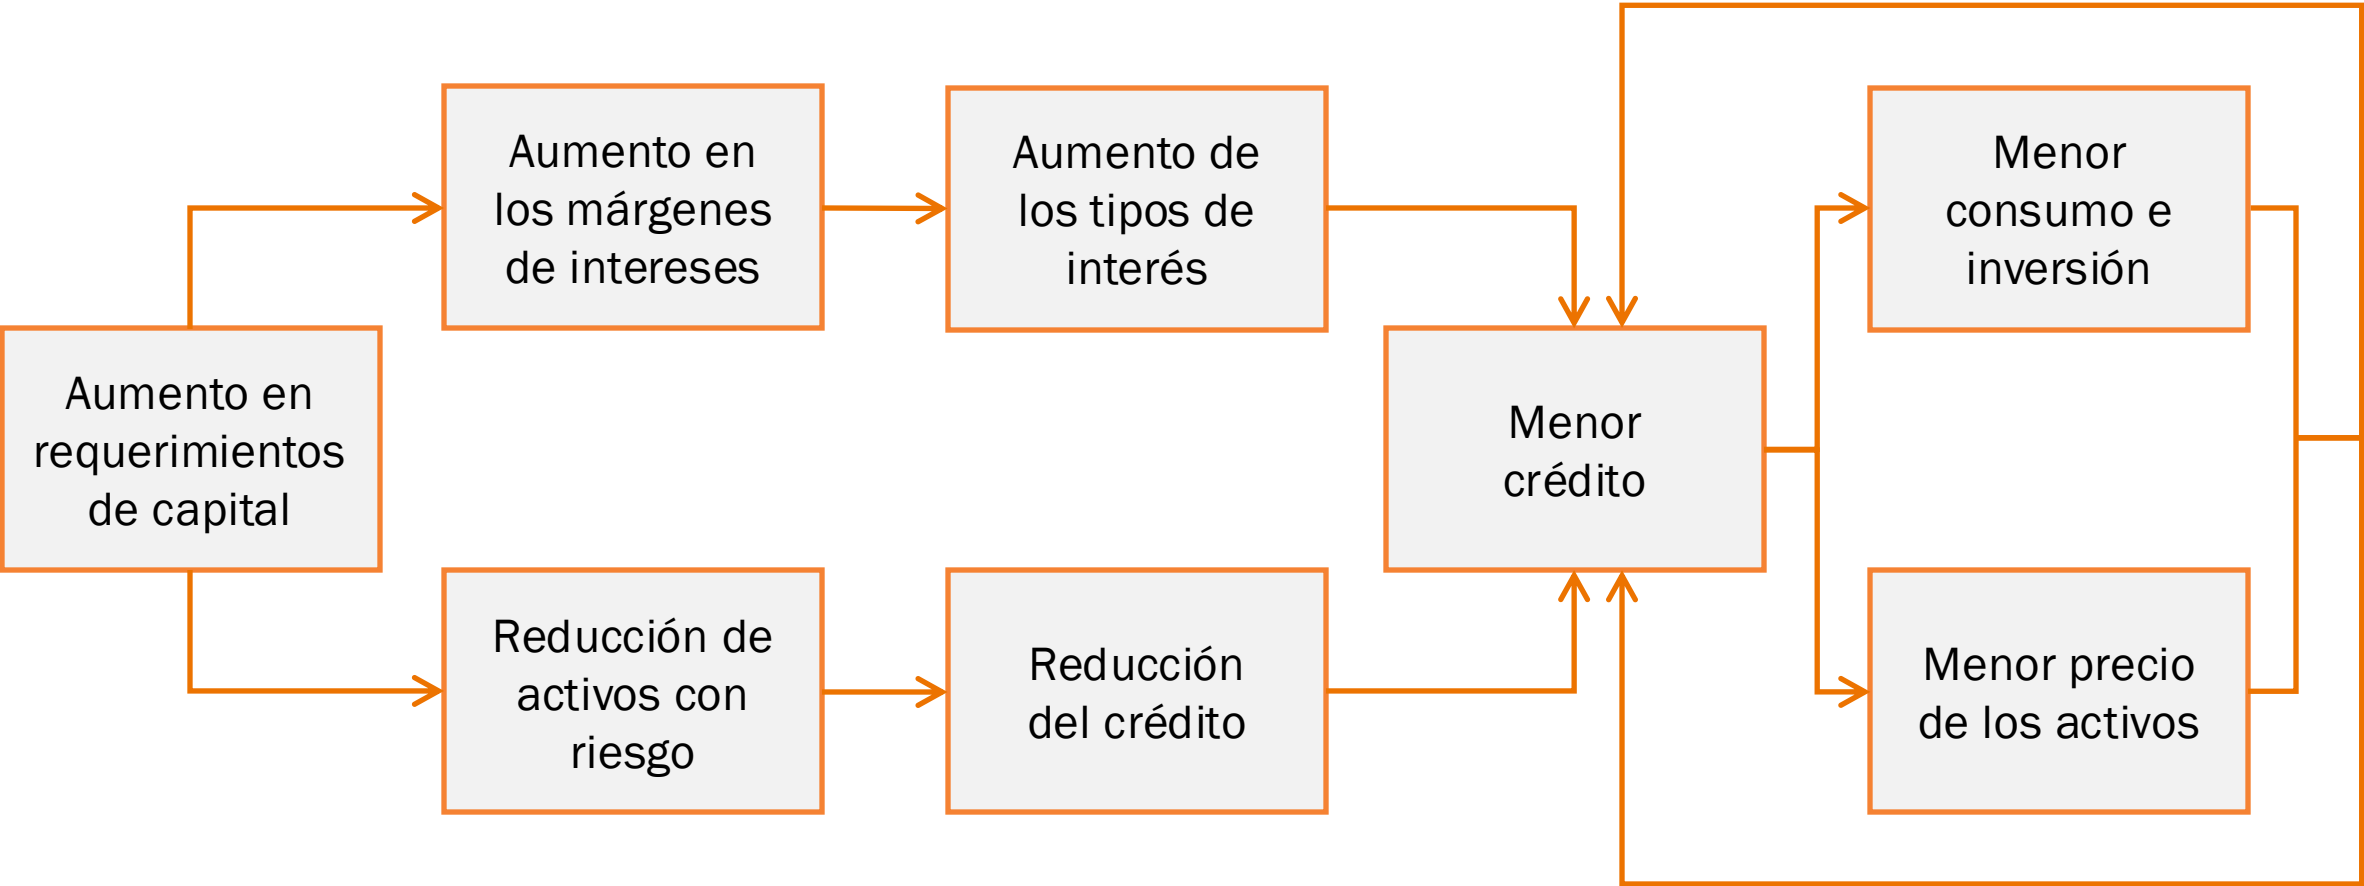 Aumento en
requerimientos
de capital
Aumento en
los márgenes
de intereses
Aumento de
los tipos de
interés
Reducción de
activos con
riesgo
Reducción
del crédito
Menor
crédito
Menor
consumo e
inversión
Menor precio
de los activos